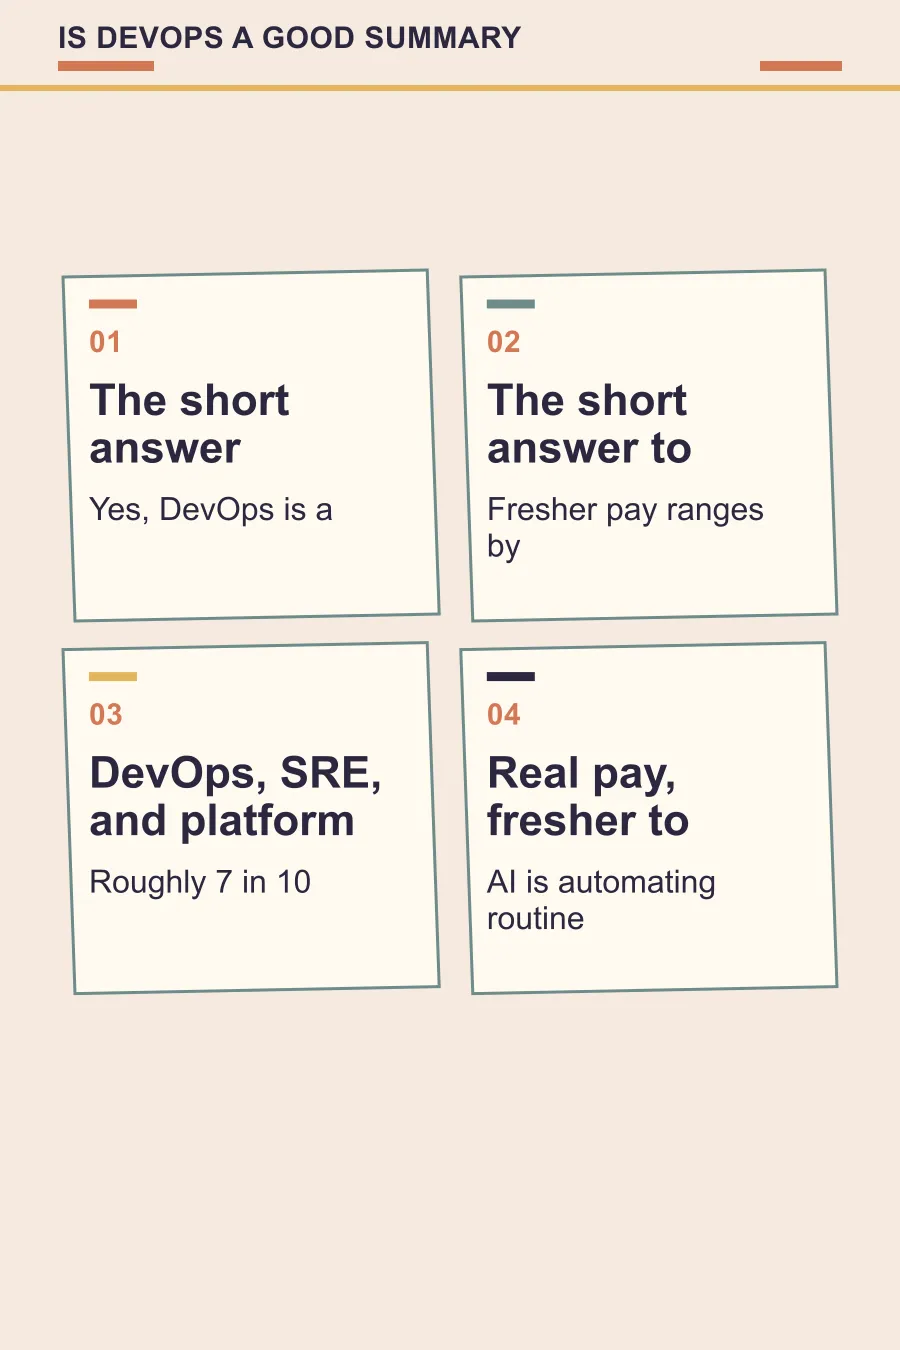 IS DEVOPS A GOOD SUMMARY
01
The short
answer
Yes, DevOps is a
02
The short
answer to
Fresher pay ranges
by
03
DevOps, SRE,
and platform
Roughly 7 in 10
04
Real pay,
fresher to
AI is automating
routine